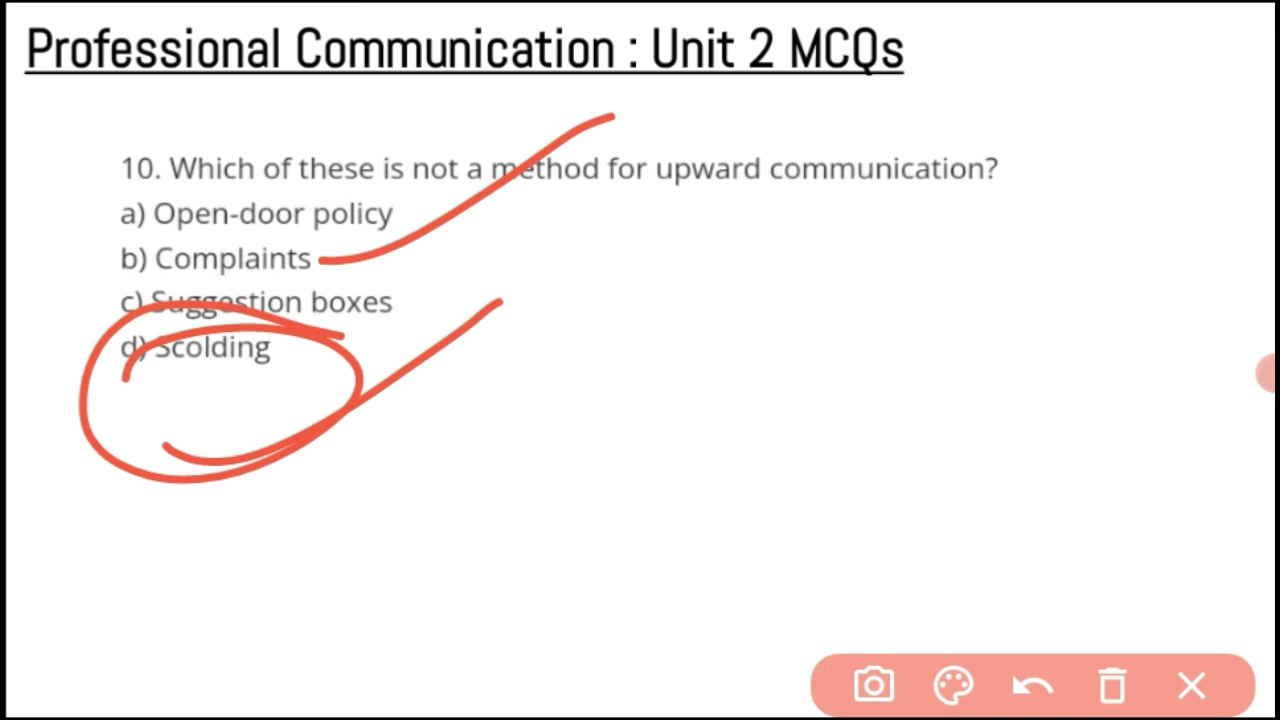 Professional Communication : Unit 2 MCQs
10. Which of these is not a method for upward communication?
a) Open-door policy
b) Complaints
c) Suggestion boxes
d) Scolding